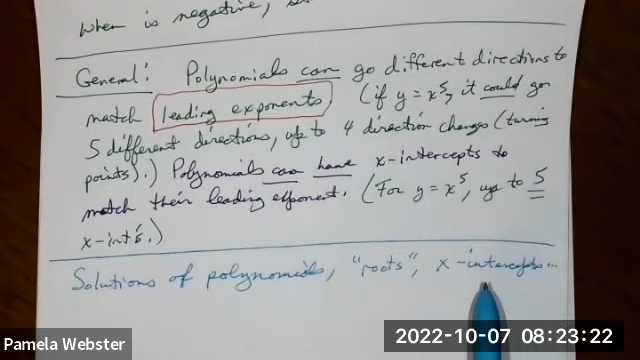 when is negative,
General: Polynomials can go different directions to
match leading exponents (if y = x⁵, it could go
5 different directions, up to 4 direction changes (turning
points).) Polynomials can have x-intercepts to
match their leading exponent. (For y = x⁵, up to 5
x-int's.)
Solutions of polynomials, "roots", x-intercepts...
Pamela Webster
2022-10-07 08:23:22